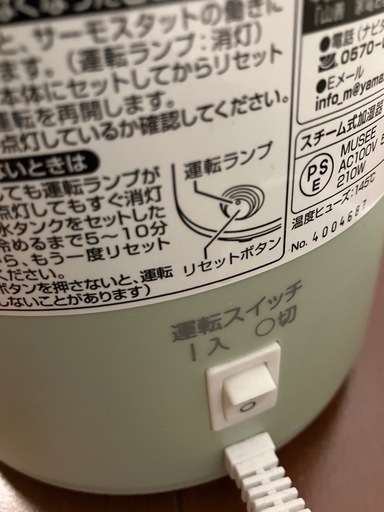 と、サーモスタットの働きに
ます。(運転ランプ:消灯)
本体にセットしてからリセット
運転を再開します。
点灯しているか確認してください。
ないときは
ても運転ランプが
点灯してもすぐ消灯
水タンクをセットした
冷めるまで5〜10分
ら、もう一度リセット
ください。
ボタンを押さないと、運転
しないことがあります)
運転ランプ
リセットボタン
●電話(ナビ
0570-0
●Eメール
info_m@yama
スチーム式加湿器
PSE
MUSEE
AC100V 5
210W
温度ヒューズ:145℃
No. 4004687
運転スイッチ
|入 ○切